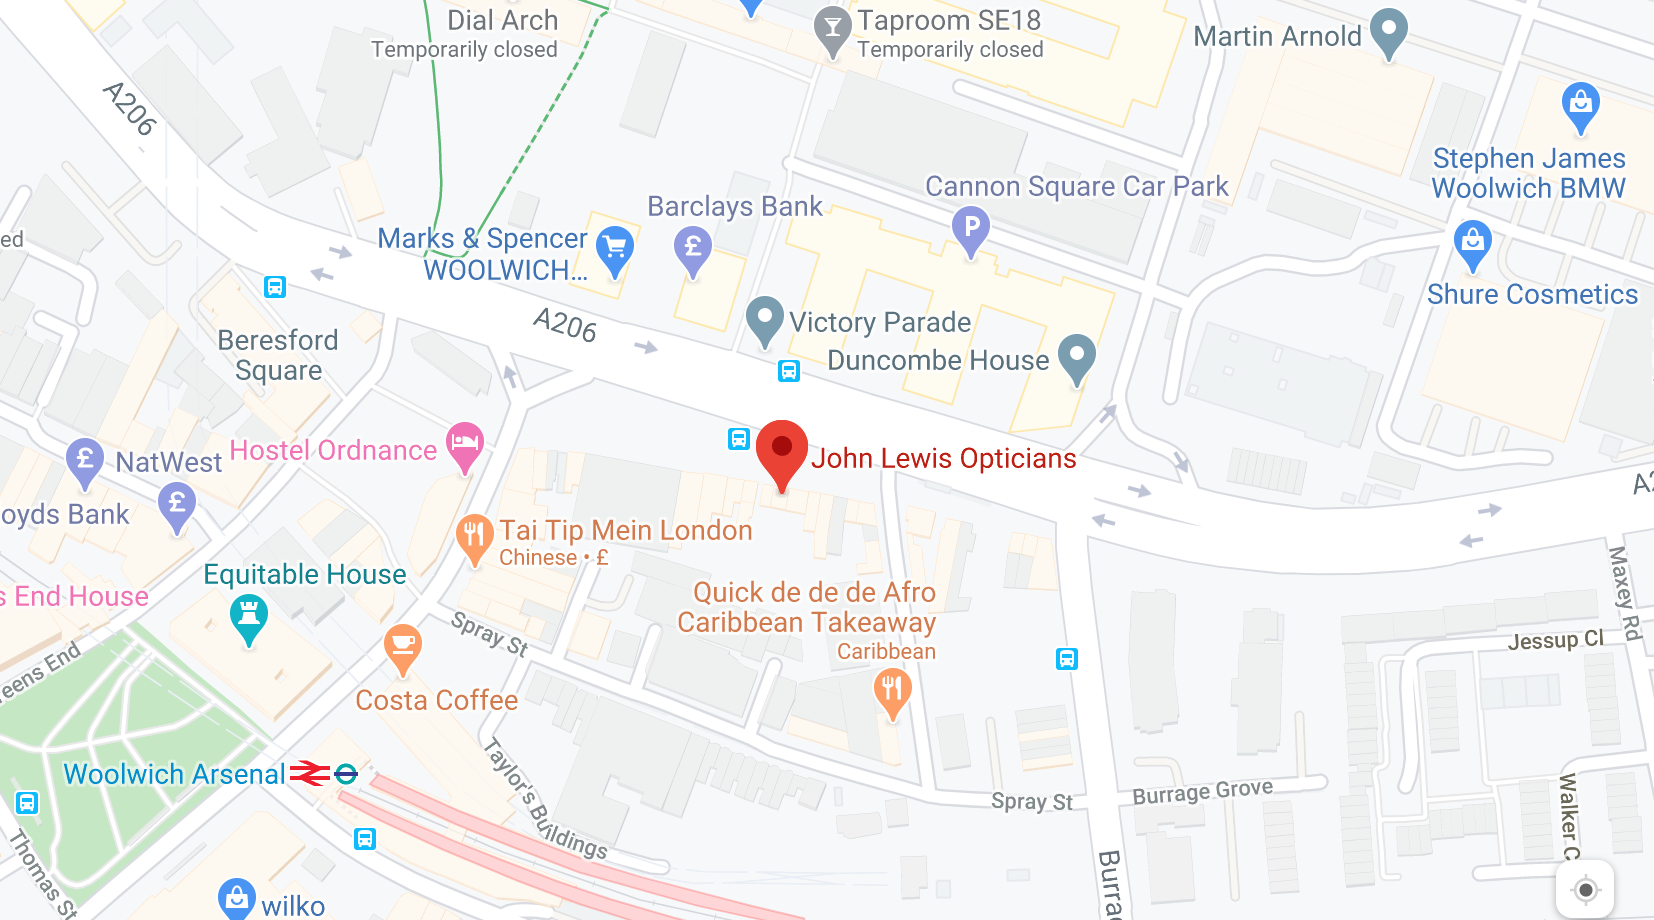 Dial Arch
Temporarily closed
Taproom SE18
Temporarily closed
Martin Arnold
A206
Stephen James
Woolwich BMW
Cannon Square Car Park
P
Barclays Bank
£
Marks & Spencer
WOOLWICH...
ed
Shure Cosmetics
A206
Victory Parade
Beresford
Square
Duncombe House
Hostel Ordnance
John Lewis Opticians
£
NatWest
£
oyds Bank
A2
Tai Tip Mein London
Chinese • £
Equitable House
s End House
Quick de de de Afro
Caribbean Takeaway
Caribbean
Maxey Rd
Spray St
Jessup Cl
eens End
Costa Coffee
Woolwich Arsenal
Taylor's Buildings
Spray St
Burrage Grove
Walker C
Thomas St
Burra
wilko